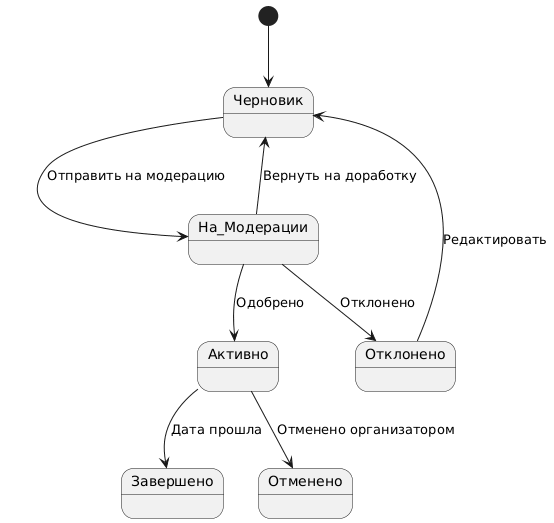 Черновик
Отправить на модерацию
Вернуть на доработку
На_Модерации
Редактировать
Одобрено
Отклонено
Активно
Отклонено
Дата прошла
Отменено организатором
Завершено
Отменено